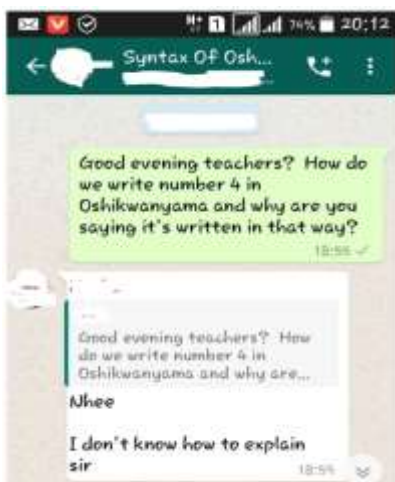 74% 20:12
Syntax Of Osh...
Good evening teachers? How do
we write number 4 in
Oshikwanyama and why are you
saying it's written in that way?
18:55
Good evening teachers? How
do we write number 4 in
Oshikwanyama and why are...
Nhee
I don't know how to explain
sir
18:59